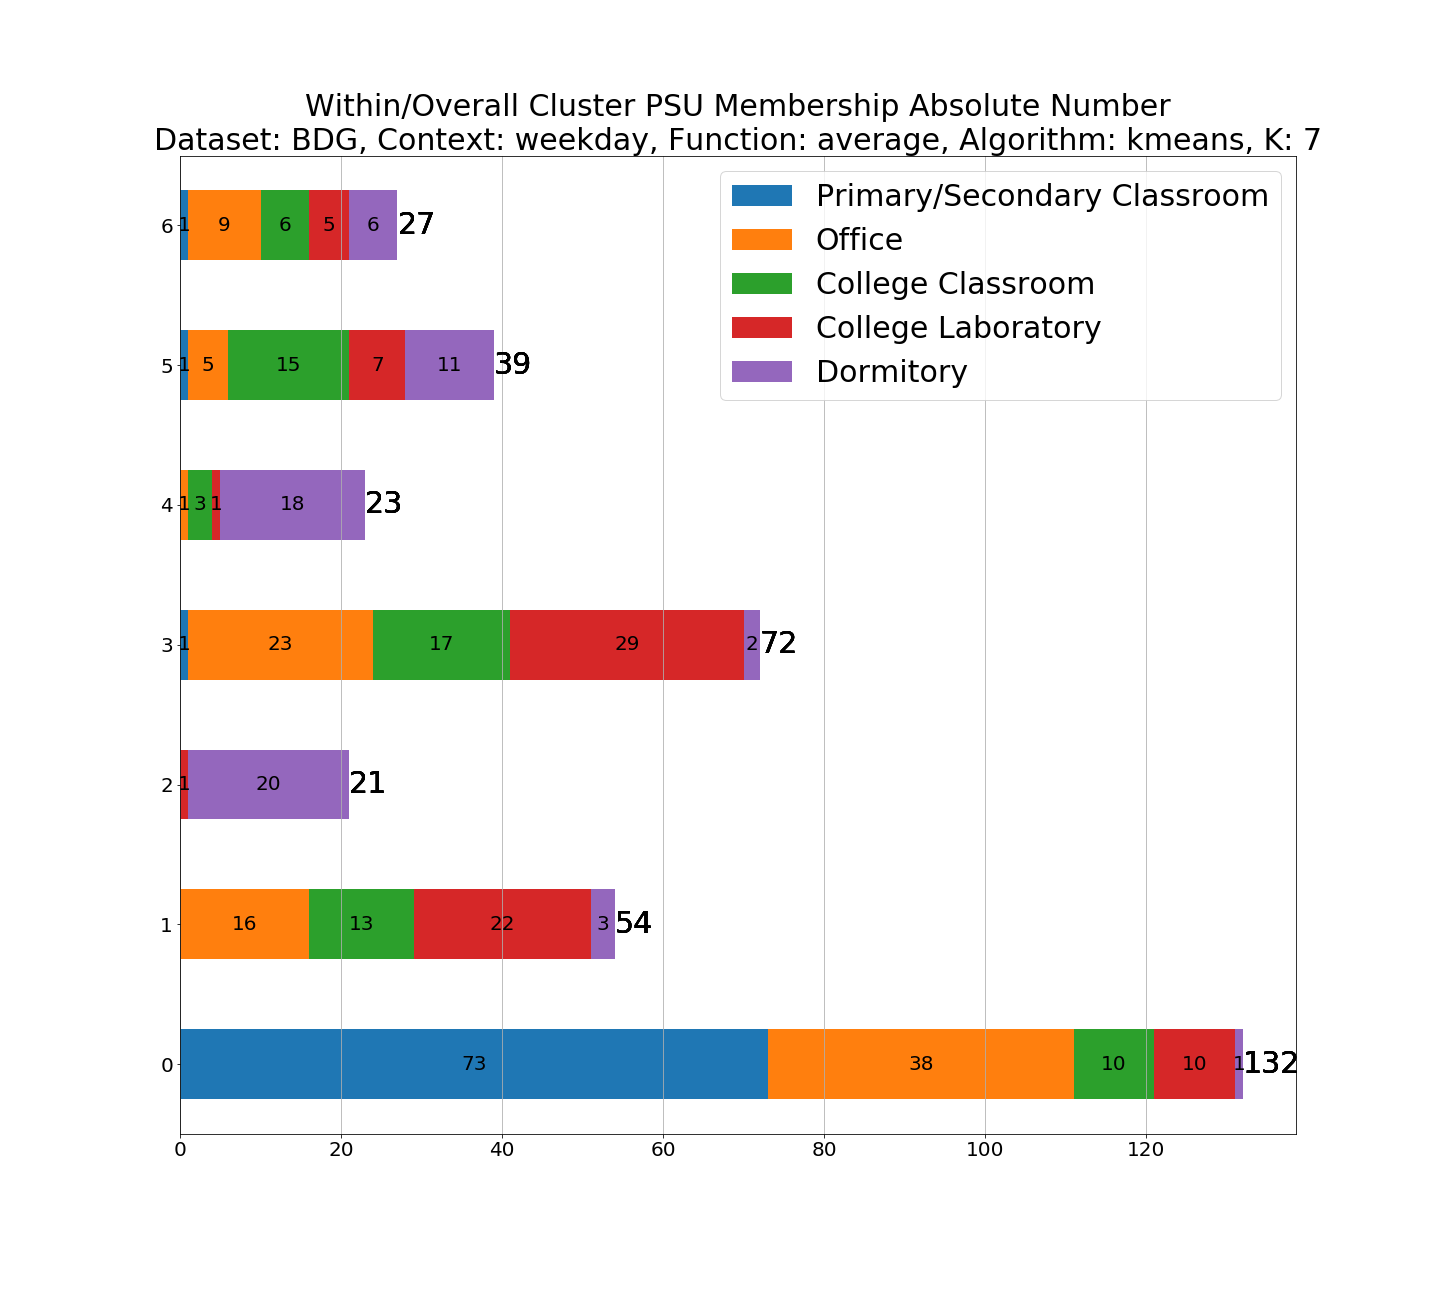 Within/Overall Cluster PSU Membership Absolute Number
Dataset: BDG, Context: weekday, Function: average, Algorithm: kmeans, K: 7
Primary/Secondary Classroom
Office
College Classroom
College Laboratory
Dormitory
6 1 9 6 5 6 27
5 1 5 15 7 11 39
4 1 3 1 18 23
3 1 23 17 29 2 72
2 1 20 21
1 16 13 22 3 54
0 73 38 10 10 1 132
0 20 40 60 80 100 120